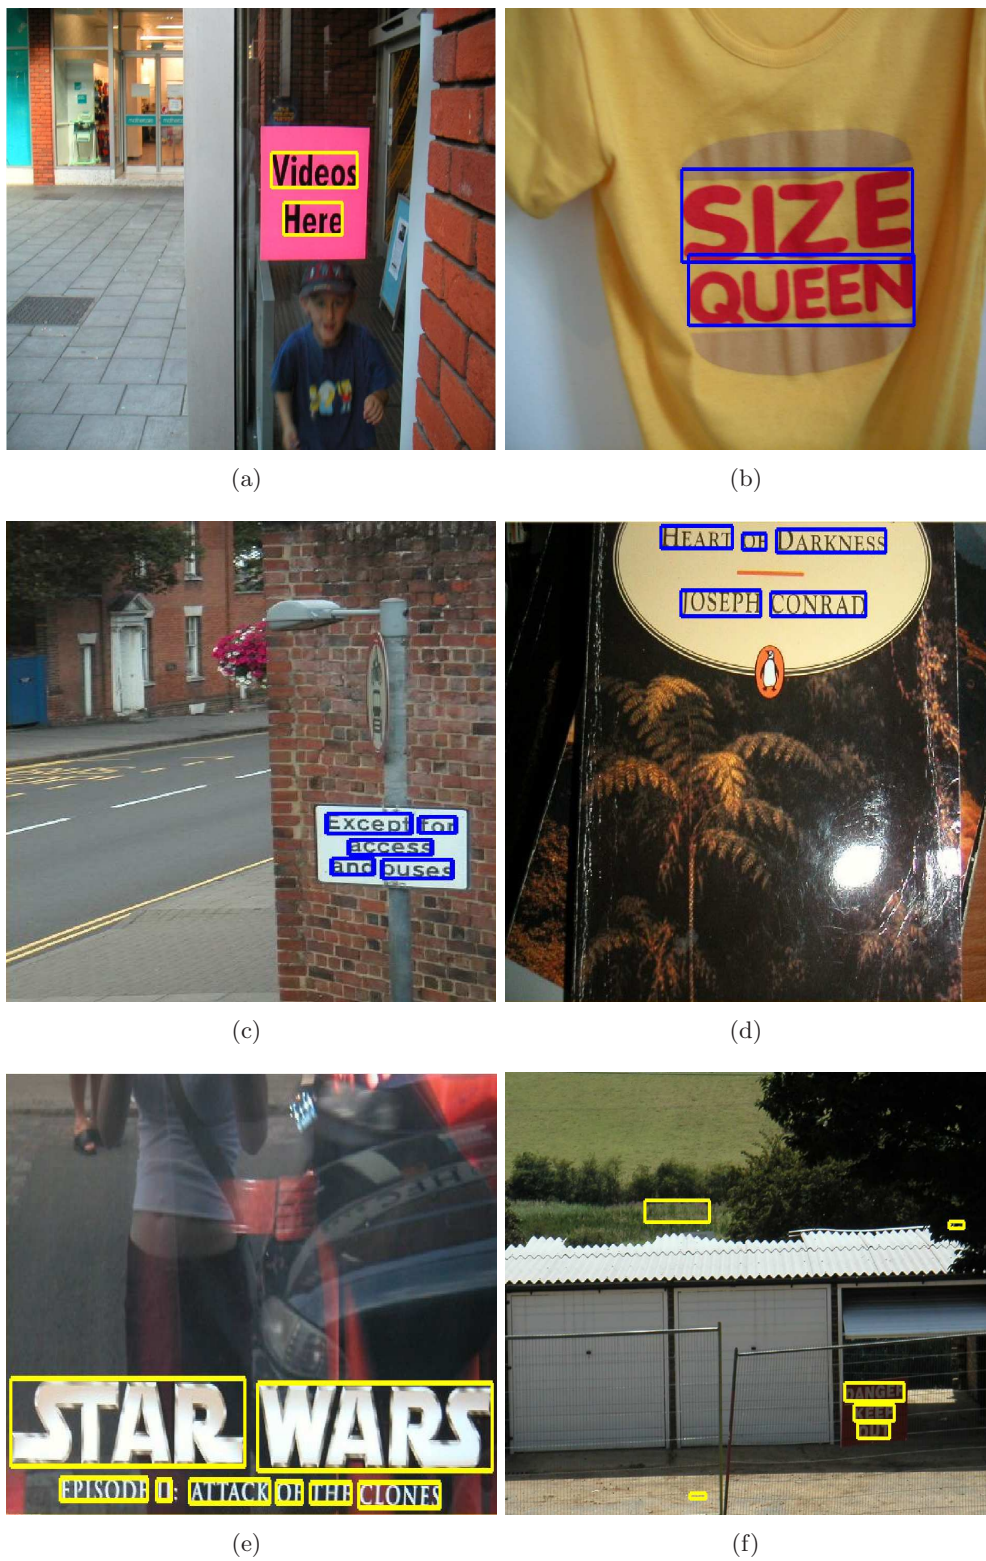 Videos
Here
(a)
SIZE
QUEEN
(b)
Except for
access
and buses
(c)
HEART OF DARKNESS
JOSEPH CONRAD
(d)
STAR WARS
EPISODE II: ATTACK OF THE CLONES
(e)
DANGER
KEEP
OUT
(f)